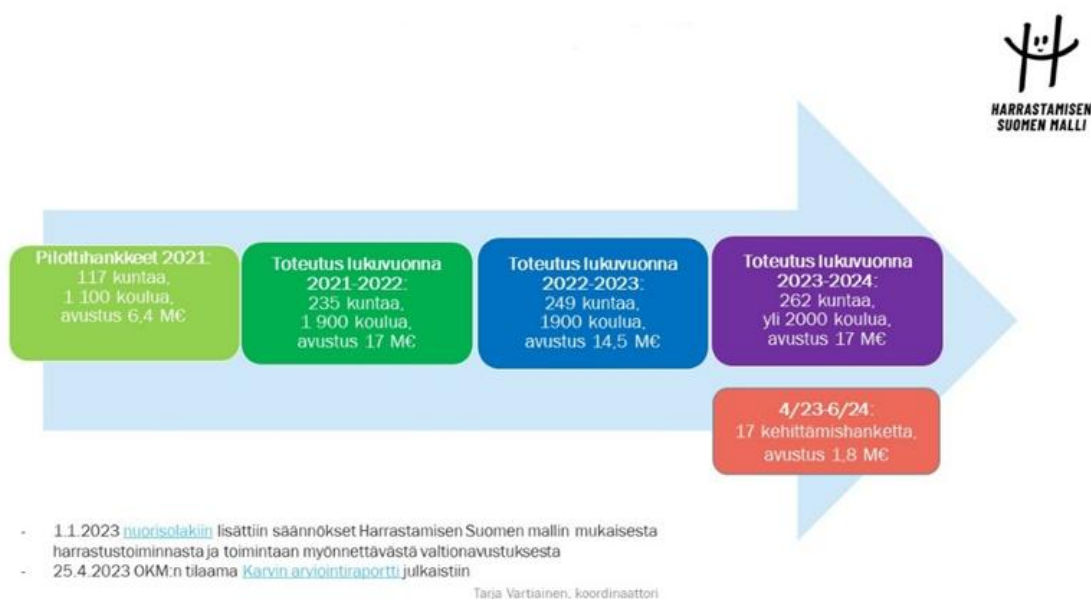 HARRASTAMISEN
SUOMEN MALLI
Pilottihankkeet 2021:
117 kuntaa,
1 100 koulua,
avustus 6,4 M€
Toteutus lukuvuonna
2021-2022:
235 kuntaa,
1 900 koulua,
avustus 17 M€
Toteutus lukuvuonna
2022-2023:
249 kuntaa,
1900 koulua,
avustus 14,5 M€
Toteutus lukuvuonna
2023-2024:
262 kuntaa,
yli 2000 koulua,
avustus 17 M€
4/23-6/24:
17 kehittämishanketta,
avustus 1,8 M€
- 1.1.2023 nuorisolakiin lisättiin säännökset Harrastamisen Suomen mallin mukaisesta
harrastustoiminnasta ja toimintaan myönnettävästä valtionavustuksesta
- 25.4.2023 OKM:n tilaama Karvin arviointiraportti julkaistiin
Tarja Vartiainen, koordinaattori